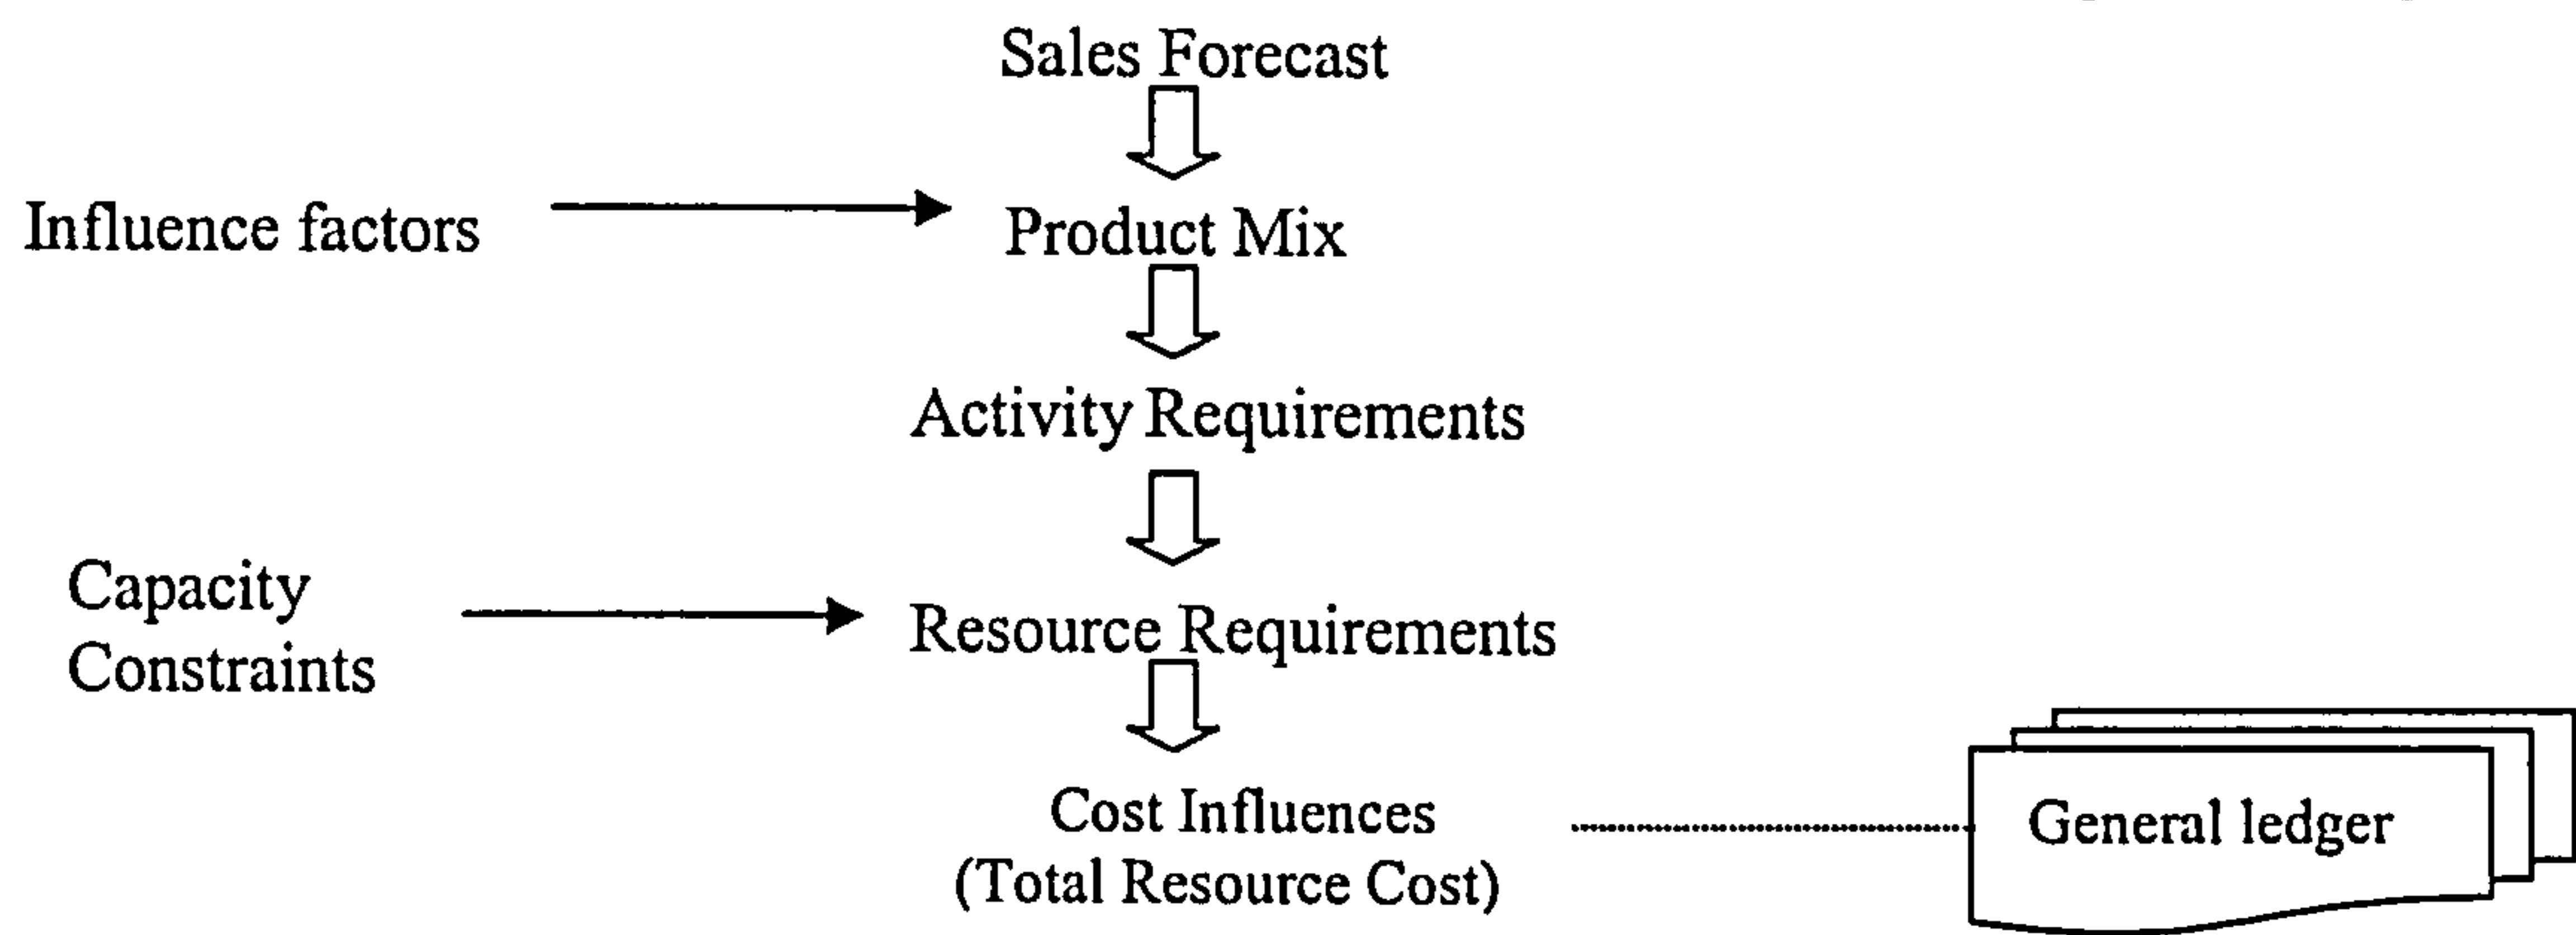 Sales Forecast
Influence factors
Product Mix
Activity Requirements
Capacity
Constraints
Resource Requirements
Cost Influences
(Total Resource Cost)
General ledger